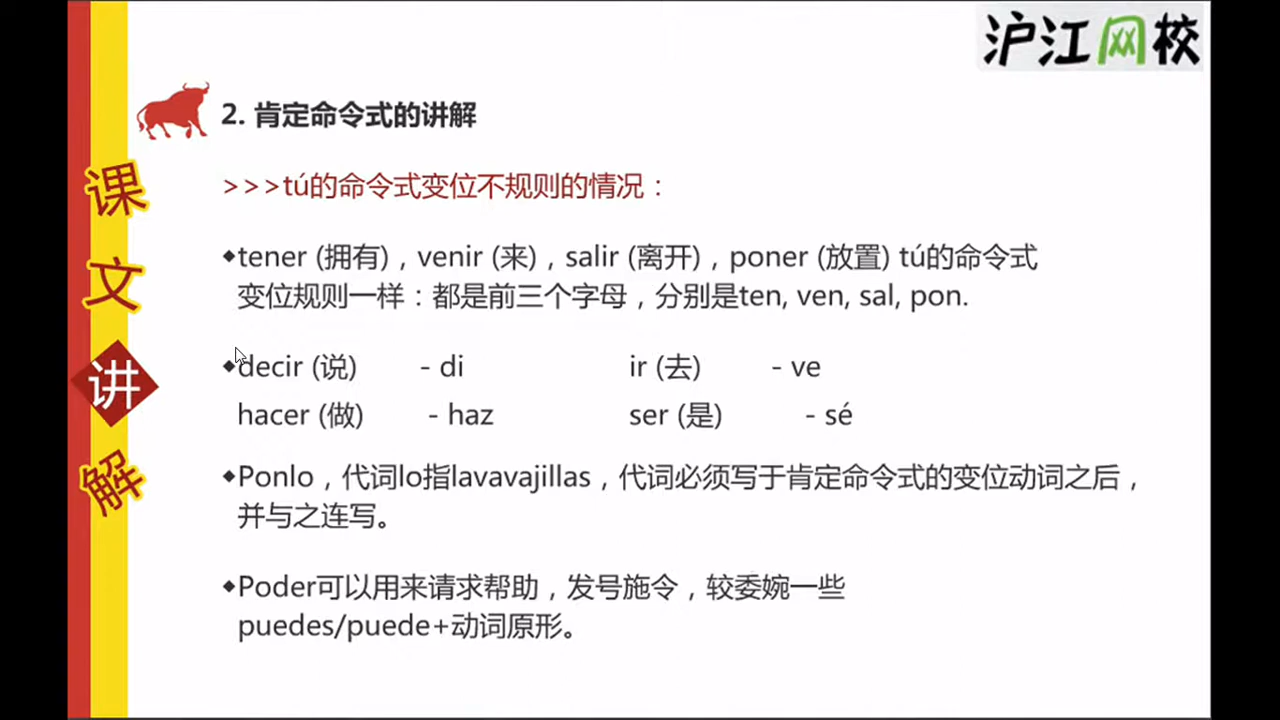 沪江网校
2. 肯定命令式的讲解
>>>tú的命令式变位不规则的情况：
◆tener (拥有)，venir (来)，salir (离开)，poner (放置) tú的命令式
变位规则一样：都是前三个字母，分别是ten, ven, sal, pon.
◆decir (说) - di ir (去) - ve
hacer (做) - haz ser (是) - sé
◆Ponlo，代词lo指lavavajillas，代词必须写于肯定命令式的变位动词之后，
并与之连写。
◆Poder可以用来请求帮助，发号施令，较委婉一些
puedes/puede+动词原形。
课
文
讲
解